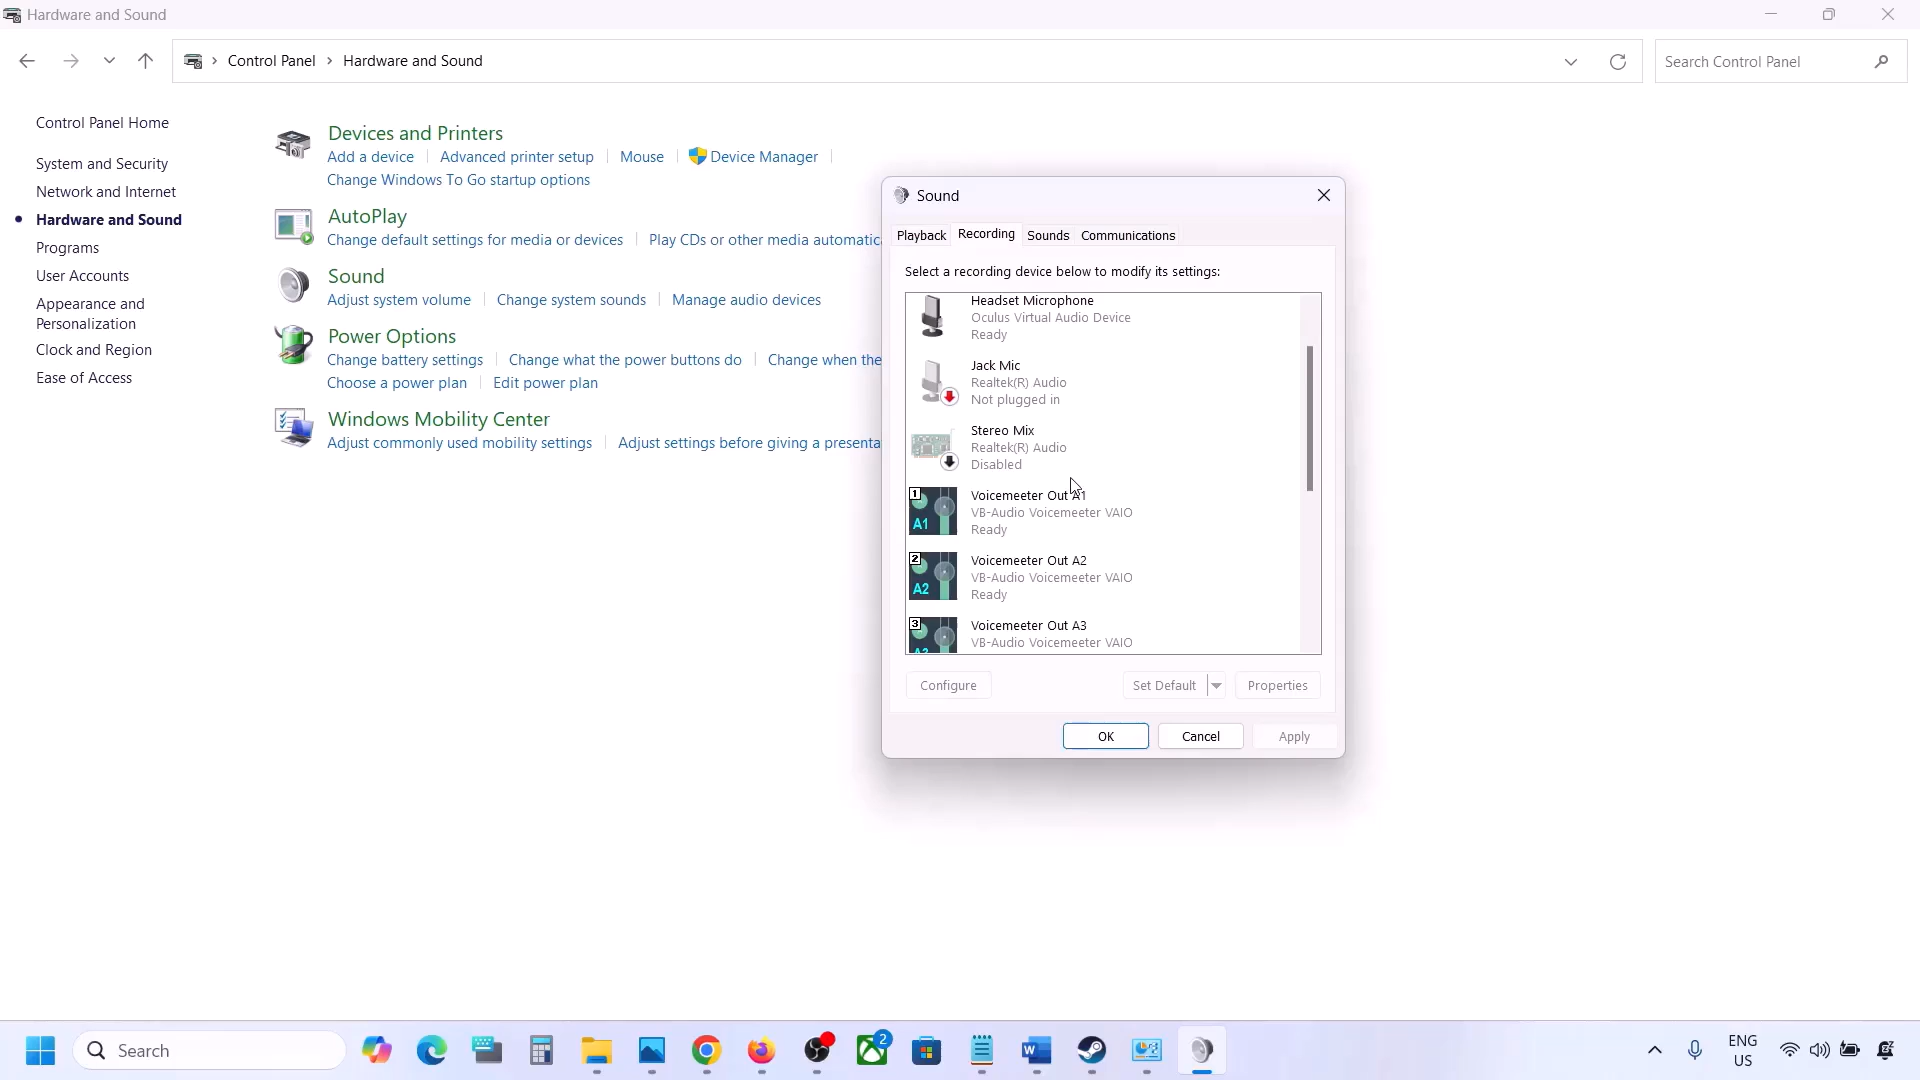 Hardware and Sound
Control Panel > Hardware and Sound
Search Control Panel
Control Panel Home
System and Security
Network and Internet
Hardware and Sound
Programs
User Accounts
Appearance and
Personalization
Clock and Region
Ease of Access
Devices and Printers
Add a device
Advanced printer setup
Mouse
Device Manager
Change Windows To Go startup options
AutoPlay
Change default settings for media or devices
Play CDs or other media automatic
Sound
Adjust system volume
Change system sounds
Manage audio devices
Power Options
Change battery settings
Change what the power buttons do
Change when the
Choose a power plan
Edit power plan
Windows Mobility Center
Adjust commonly used mobility settings
Adjust settings before giving a presenta
Sound
Playback
Recording
Sounds
Communications
Select a recording device below to modify its settings:
Headset Microphone
Oculus Virtual Audio Device
Ready
Jack Mic
Realtek(R) Audio
Not plugged in
Stereo Mix
Realtek(R) Audio
Disabled
1
A1
Voicemeeter Out A1
VB-Audio Voicemeeter VAIO
Ready
2
A2
Voicemeeter Out A2
VB-Audio Voicemeeter VAIO
Ready
3
A3
Voicemeeter Out A3
VB-Audio Voicemeeter VAIO
Configure
Set Default
Properties
OK
Cancel
Apply
Search
2
ENG
US